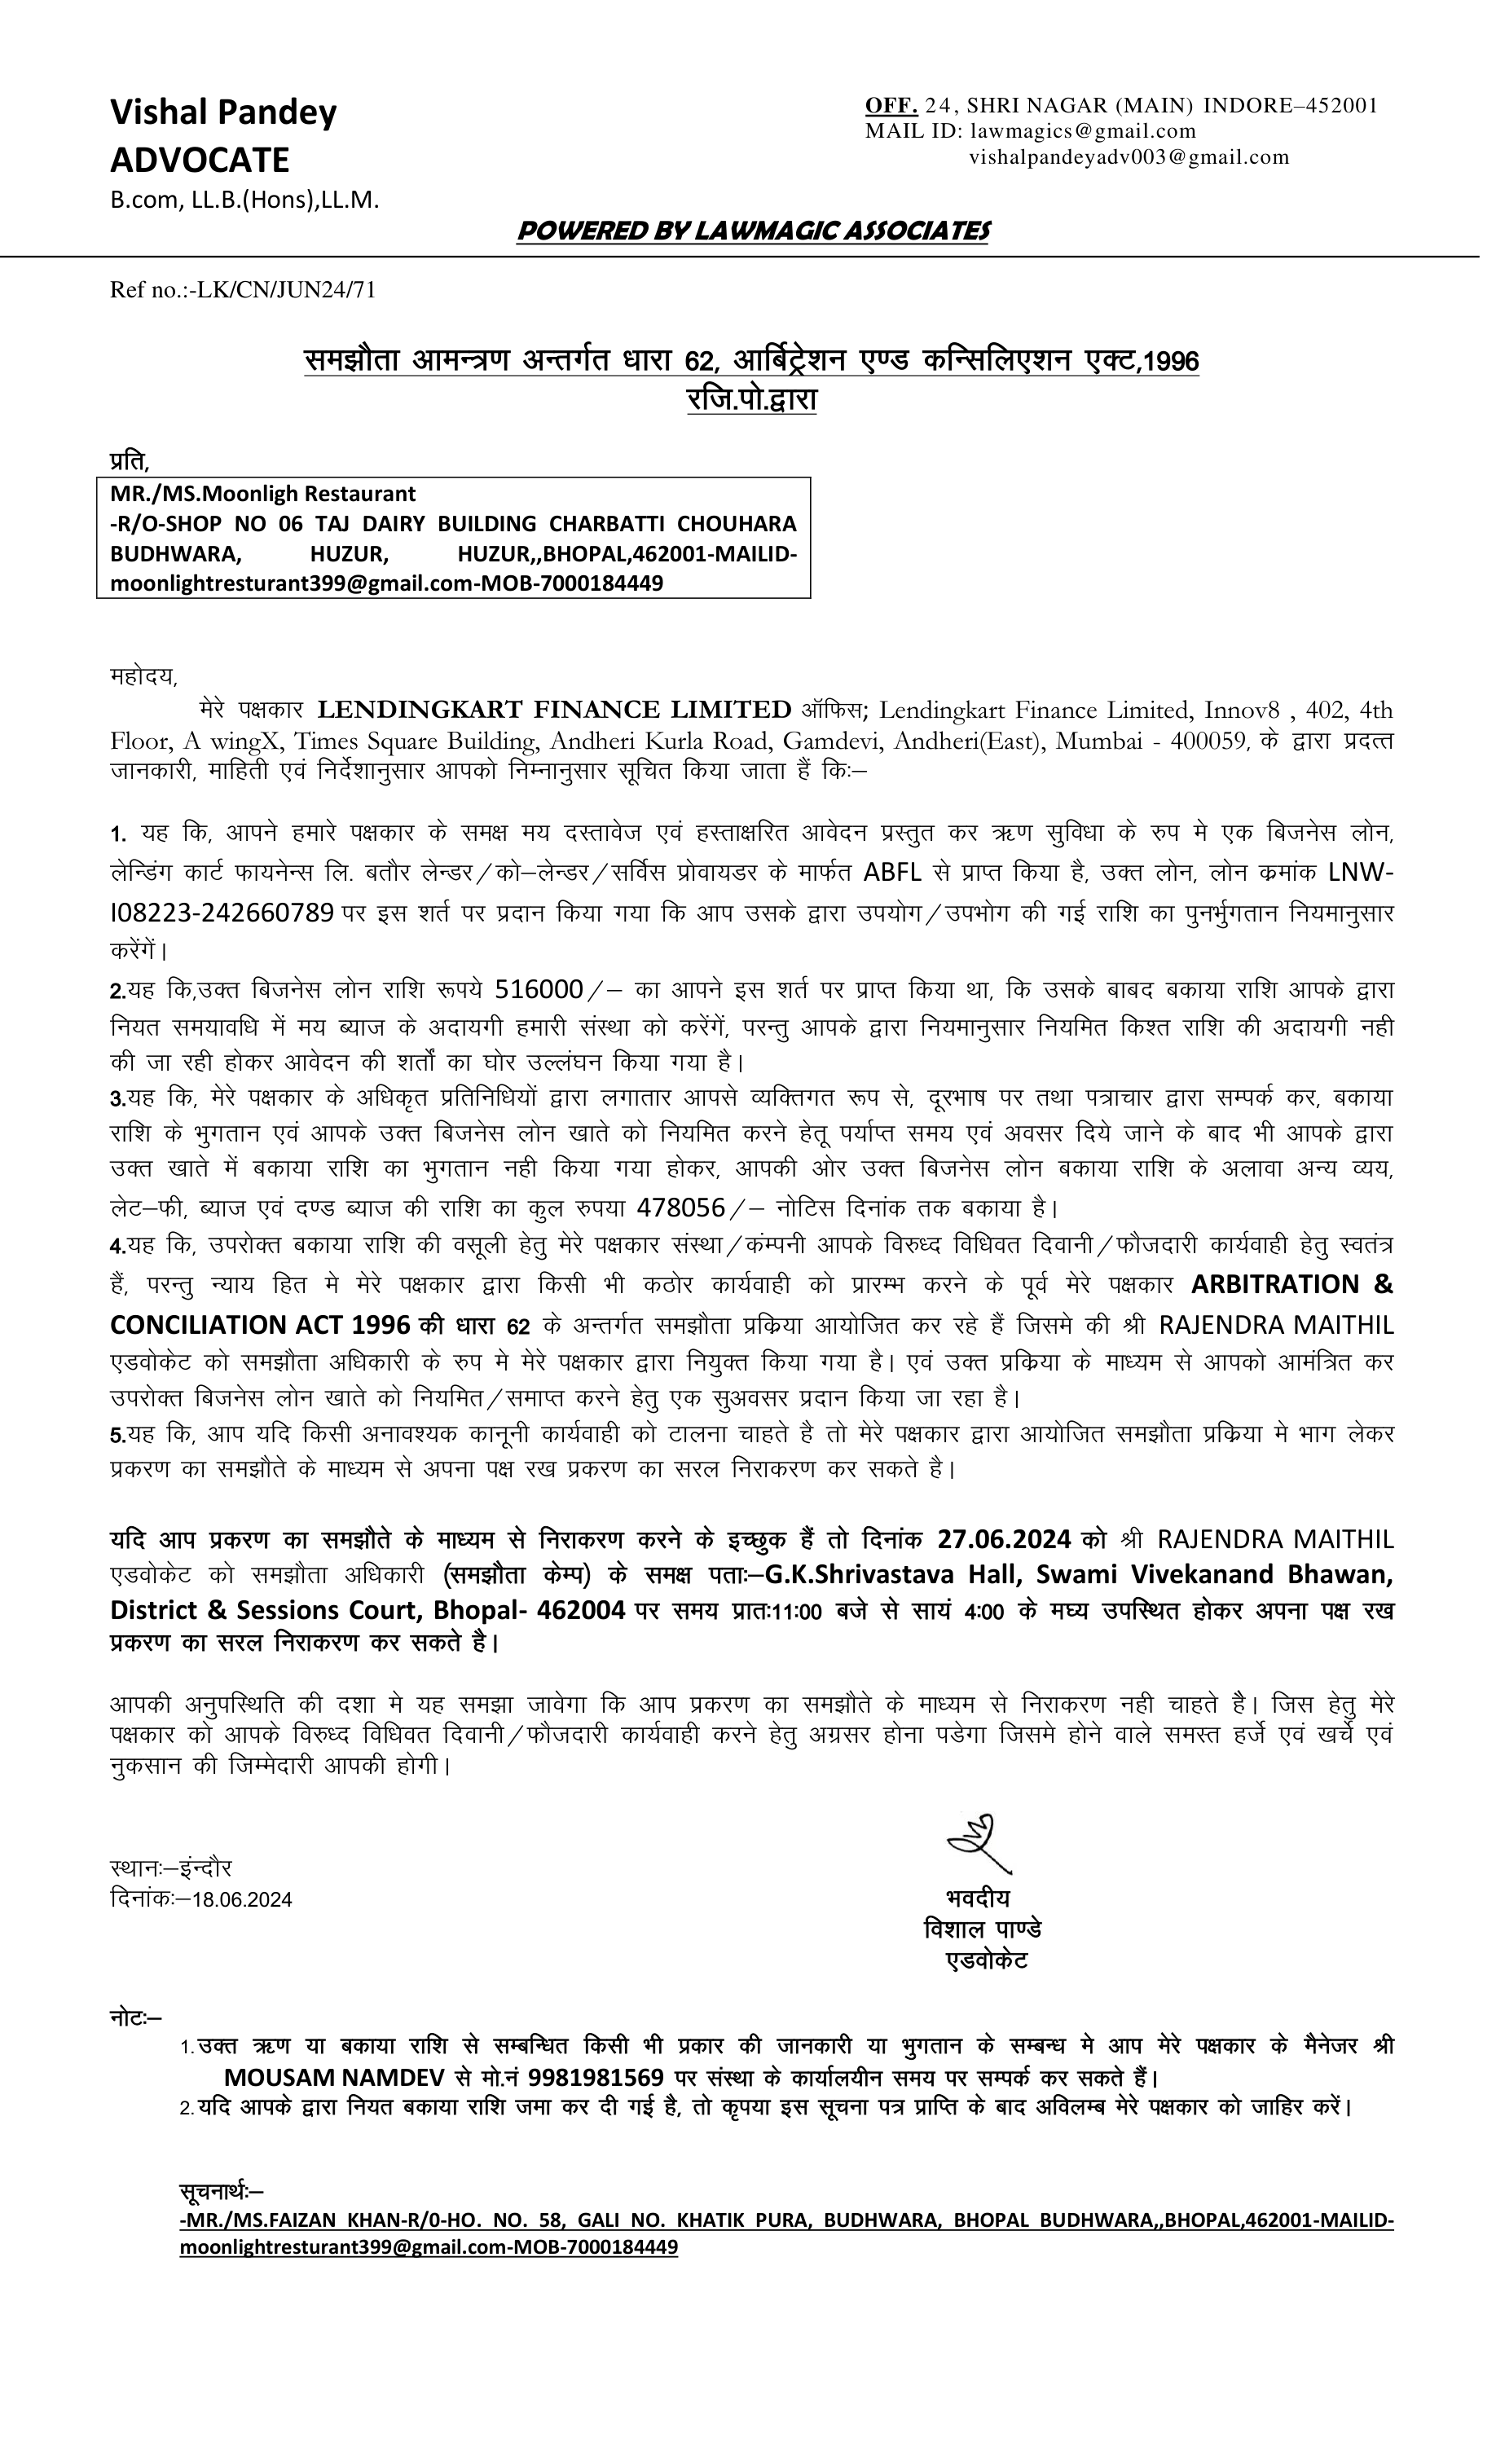 Vishal Pandey
ADVOCATE
B.com, LL.B.(Hons),LL.M.
OFF. 24, SHRI NAGAR (MAIN) INDORE–452001
MAIL ID: lawmagics@gmail.com
vishalpandeyadv003@gmail.com
POWERED BY LAWMAGIC ASSOCIATES
Ref no.:-LK/CN/JUN24/71
समझौता आमन्त्रण अन्तर्गत धारा 62, आर्बिट्रेशन एण्ड कन्सिलिएशन एक्ट,1996
रजि.पो.द्वारा
प्रति,
MR./MS.Moonligh Restaurant
-R/O-SHOP NO 06 TAJ DAIRY BUILDING CHARBATTI CHOUHARA
BUDHWARA, HUZUR, HUZUR,,BHOPAL,462001-MAILID-
moonlightresturant399@gmail.com-MOB-7000184449
महोदय,
मेरे पक्षकार LENDINGKART FINANCE LIMITED ऑफिस; Lendingkart Finance Limited, Innov8 , 402, 4th
Floor, A wingX, Times Square Building, Andheri Kurla Road, Gamdevi, Andheri(East), Mumbai - 400059, के द्वारा प्रदत्त
जानकारी, माहिती एवं निर्देशानुसार आपको निम्नानुसार सूचित किया जाता हैं कि:–
1. यह कि, आपने हमारे पक्षकार के समक्ष मय दस्तावेज एवं हस्ताक्षरित आवेदन प्रस्तुत कर ऋण सुविधा के रुप मे एक बिजनेस लोन,
लेन्डिंग कार्ट फायनेन्स लि. बतौर लेन्डर/को–लेन्डर/सर्विस प्रोवायडर के मार्फत ABFL से प्राप्त किया है, उक्त लोन, लोन क्रमांक LNW-
I08223-242660789 पर इस शर्त पर प्रदान किया गया कि आप उसके द्वारा उपयोग/उपभोग की गई राशि का पुनर्भुगतान नियमानुसार
करेंगें।
2.यह कि,उक्त बिजनेस लोन राशि रूपये 516000/– का आपने इस शर्त पर प्राप्त किया था, कि उसके बाबद बकाया राशि आपके द्वारा
नियत समयावधि में मय ब्याज के अदायगी हमारी संस्था को करेंगें, परन्तु आपके द्वारा नियमानुसार नियमित किश्त राशि की अदायगी नही
की जा रही होकर आवेदन की शर्तों का घोर उल्लंघन किया गया है।
3.यह कि, मेरे पक्षकार के अधिकृत प्रतिनिधियों द्वारा लगातार आपसे व्यक्तिगत रूप से, दूरभाष पर तथा पत्राचार द्वारा सम्पर्क कर, बकाया
राशि के भुगतान एवं आपके उक्त बिजनेस लोन खाते को नियमित करने हेतू पर्याप्त समय एवं अवसर दिये जाने के बाद भी आपके द्वारा
उक्त खाते में बकाया राशि का भुगतान नही किया गया होकर, आपकी ओर उक्त बिजनेस लोन बकाया राशि के अलावा अन्य व्यय,
लेट–फी, ब्याज एवं दण्ड ब्याज की राशि का कुल रुपया 478056/– नोटिस दिनांक तक बकाया है।
4.यह कि, उपरोक्त बकाया राशि की वसूली हेतु मेरे पक्षकार संस्था/कंम्पनी आपके विरुध्द विधिवत दिवानी/फौजदारी कार्यवाही हेतु स्वतंत्र
हैं, परन्तु न्याय हित मे मेरे पक्षकार द्वारा किसी भी कठोर कार्यवाही को प्रारम्भ करने के पूर्व मेरे पक्षकार ARBITRATION &
CONCILIATION ACT 1996 की धारा 62 के अन्तर्गत समझौता प्रक्रिया आयोजित कर रहे हैं जिसमे की श्री RAJENDRA MAITHIL
एडवोकेट को समझौता अधिकारी के रुप मे मेरे पक्षकार द्वारा नियुक्त किया गया है। एवं उक्त प्रक्रिया के माध्यम से आपको आमंत्रित कर
उपरोक्त बिजनेस लोन खाते को नियमित/समाप्त करने हेतु एक सुअवसर प्रदान किया जा रहा है।
5.यह कि, आप यदि किसी अनावश्यक कानूनी कार्यवाही को टालना चाहते है तो मेरे पक्षकार द्वारा आयोजित समझौता प्रक्रिया मे भाग लेकर
प्रकरण का समझौते के माध्यम से अपना पक्ष रख प्रकरण का सरल निराकरण कर सकते है।
यदि आप प्रकरण का समझौते के माध्यम से निराकरण करने के इच्छुक हैं तो दिनांक 27.06.2024 को श्री RAJENDRA MAITHIL
एडवोकेट को समझौता अधिकारी (समझौता केम्प) के समक्ष पता:–G.K.Shrivastava Hall, Swami Vivekanand Bhawan,
District & Sessions Court, Bhopal- 462004 पर समय प्रात:11:00 बजे से सायं 4:00 के मघ्य उपस्थित होकर अपना पक्ष रख
प्रकरण का सरल निराकरण कर सकते है।
आपकी अनुपस्थिति की दशा मे यह समझा जावेगा कि आप प्रकरण का समझौते के माध्यम से निराकरण नही चाहते है। जिस हेतु मेरे
पक्षकार को आपके विरुध्द विधिवत दिवानी/फौजदारी कार्यवाही करने हेतु अग्रसर होना पडेगा जिसमे होने वाले समस्त हर्जे एवं खर्चे एवं
नुकसान की जिम्मेदारी आपकी होगी।
स्थान:–इंन्दौर
दिनांक:–18.06.2024
भवदीय
विशाल पाण्डे
एडवोकेट
नोट:–
1.उक्त ऋण या बकाया राशि से सम्बन्धित किसी भी प्रकार की जानकारी या भुगतान के सम्बन्ध मे आप मेरे पक्षकार के मैनेजर श्री
MOUSAM NAMDEV से मो.नं 9981981569 पर संस्था के कार्यालयीन समय पर सम्पर्क कर सकते हैं।
2.यदि आपके द्वारा नियत बकाया राशि जमा कर दी गई है, तो कृपया इस सूचना पत्र प्राप्ति के बाद अविलम्ब मेरे पक्षकार को जाहिर करें।
सूचनार्थ:–
-MR./MS.FAIZAN KHAN-R/0-HO. NO. 58, GALI NO. KHATIK PURA, BUDHWARA, BHOPAL BUDHWARA,,BHOPAL,462001-MAILID-
moonlightresturant399@gmail.com-MOB-7000184449